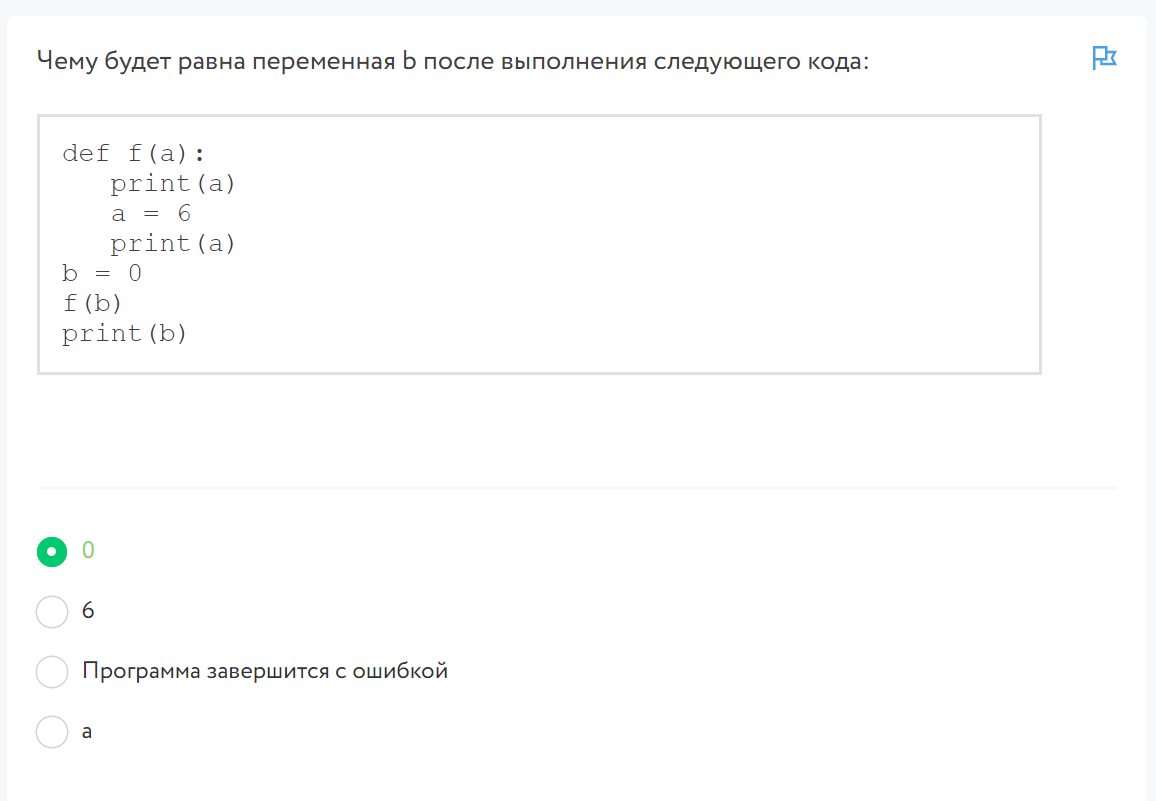 Чему будет равна переменная b после выполнения следующего кода:
def f(a):
   print(a)
   a = 6
   print(a)
b = 0
f(b)
print(b)
0
6
Программа завершится с ошибкой
a